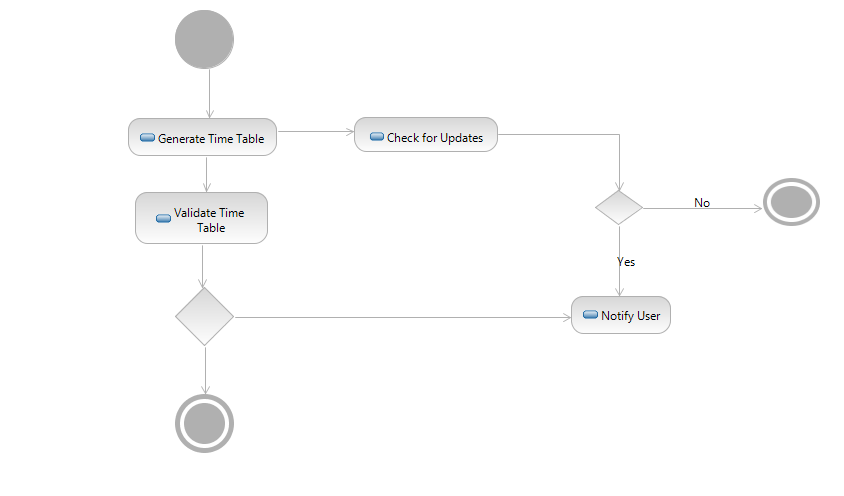 Generate Time Table
Check for Updates
Validate Time
Table
No
Yes
Notify User